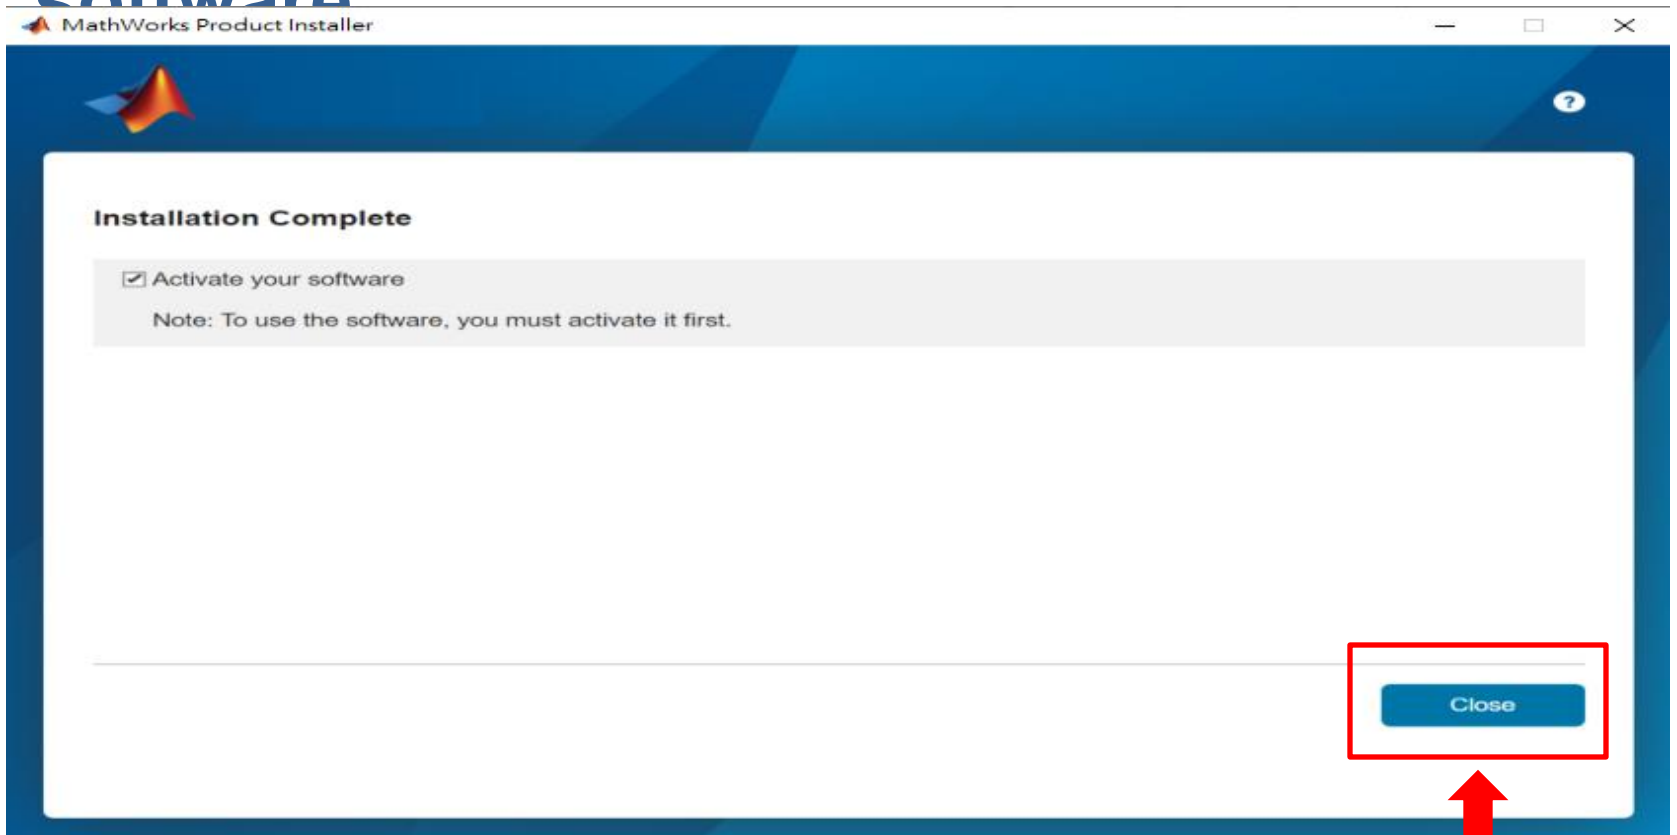 software
MathWorks Product Installer
?
Installation Complete
Activate your software
Note: To use the software, you must activate it first.
Close